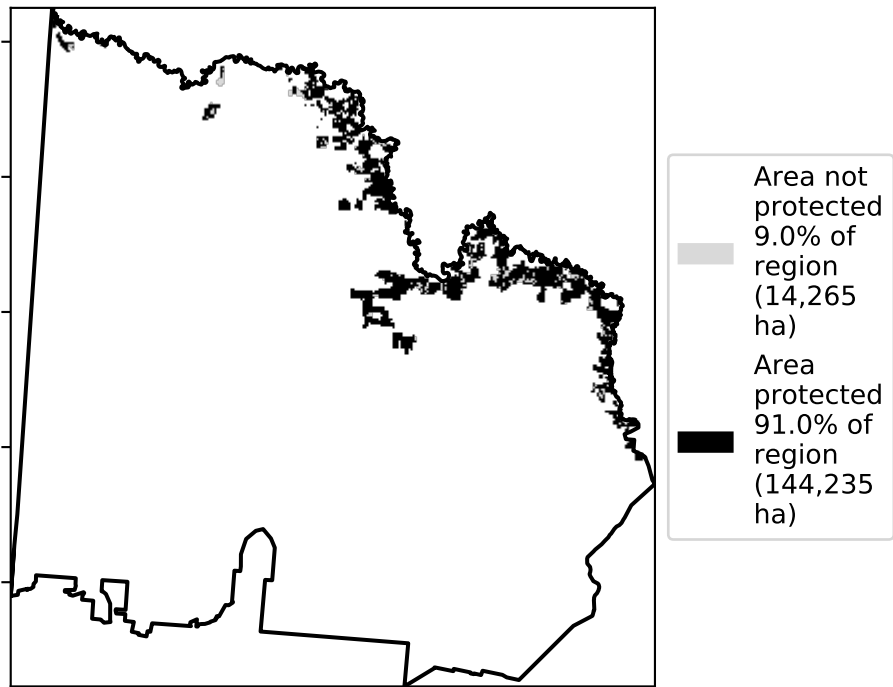 Area not
protected
9.0% of
region
(14,265
ha)
Area
protected
91.0% of
region
(144,235
ha)